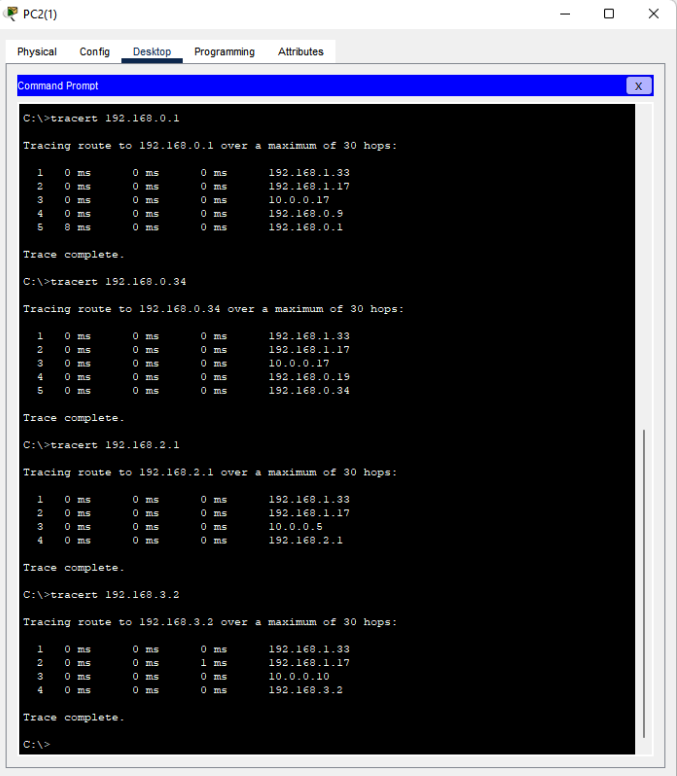 PC2(1)
Physical Config Desktop Programming Attributes
Command Prompt X
C:\>tracert 192.168.0.1
Tracing route to 192.168.0.1 over a maximum of 30 hops:
1 0 ms 0 ms 0 ms 192.168.1.33
2 0 ms 0 ms 0 ms 192.168.1.17
3 0 ms 0 ms 0 ms 10.0.0.17
4 0 ms 0 ms 0 ms 192.168.0.9
5 8 ms 0 ms 0 ms 192.168.0.1
Trace complete.
C:\>tracert 192.168.0.34
Tracing route to 192.168.0.34 over a maximum of 30 hops:
1 0 ms 0 ms 0 ms 192.168.1.33
2 0 ms 0 ms 0 ms 192.168.1.17
3 0 ms 0 ms 0 ms 10.0.0.17
4 0 ms 0 ms 0 ms 192.168.0.19
5 0 ms 0 ms 0 ms 192.168.0.34
Trace complete.
C:\>tracert 192.168.2.1
Tracing route to 192.168.2.1 over a maximum of 30 hops:
1 0 ms 0 ms 0 ms 192.168.1.33
2 0 ms 0 ms 0 ms 192.168.1.17
3 0 ms 0 ms 0 ms 10.0.0.5
4 0 ms 0 ms 0 ms 192.168.2.1
Trace complete.
C:\>tracert 192.168.3.2
Tracing route to 192.168.3.2 over a maximum of 30 hops:
1 0 ms 0 ms 0 ms 192.168.1.33
2 0 ms 0 ms 1 ms 192.168.1.17
3 0 ms 0 ms 0 ms 10.0.0.10
4 0 ms 0 ms 0 ms 192.168.3.2
Trace complete.
C:\>